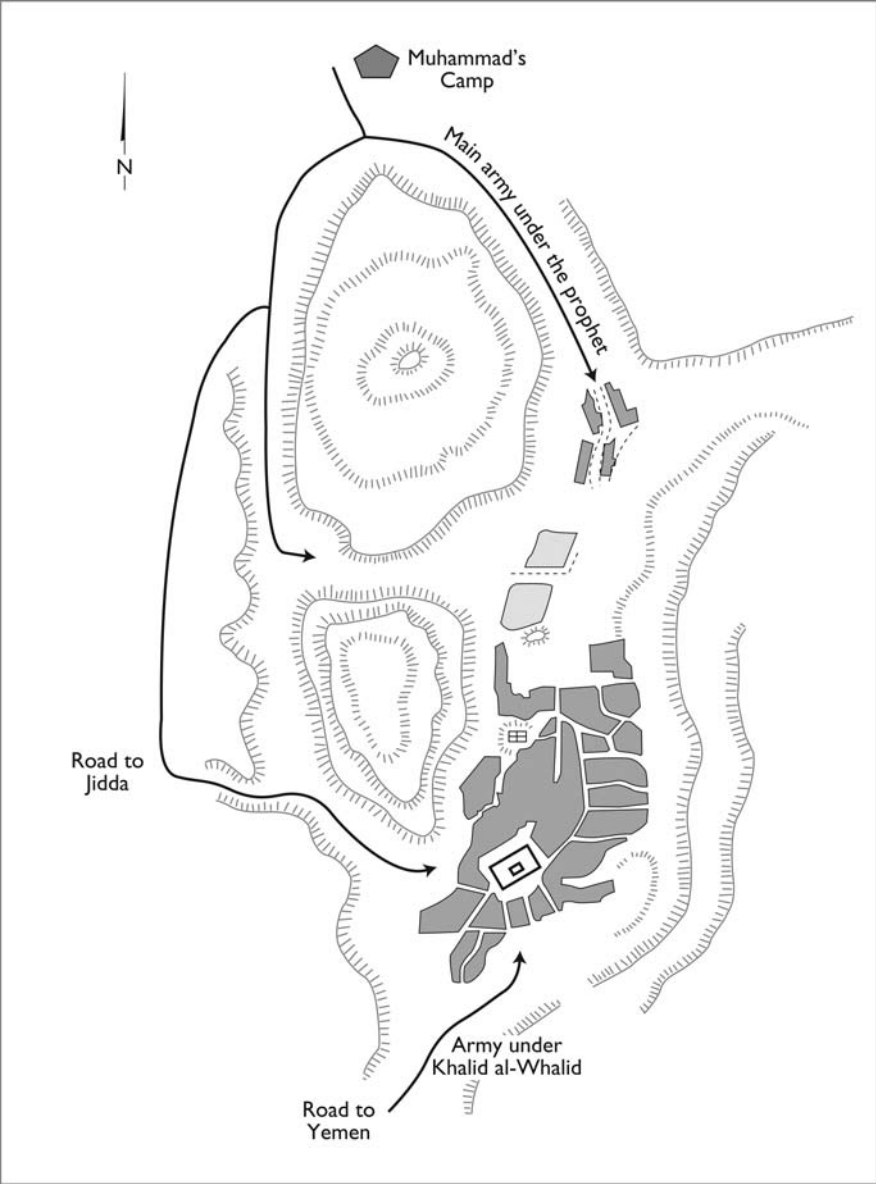 Muhammad's
Camp
N
Main army under the prophet
Road to
Jidda
Army under
Khalid al-Whalid
Road to
Yemen